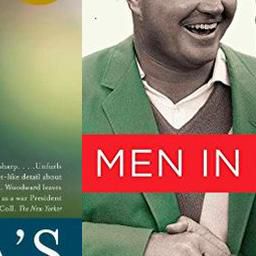 sharp. . . . Unfurls
-like detail about
Woodward leaves
as a war President
Coll, The New Yorker
MEN IN
'S